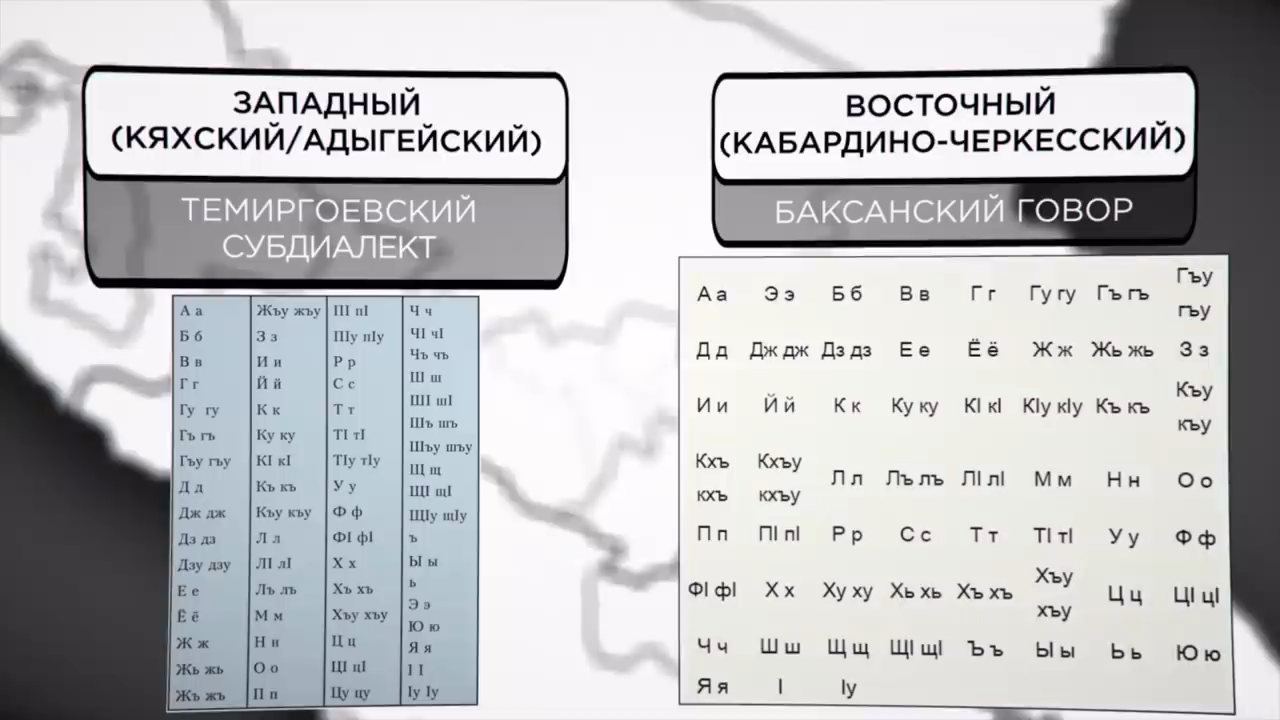 ЗАПАДНЫЙ
(КЯХСКИЙ/АДЫГЕЙСКИЙ)
ТЕМИРГОЕВСКИЙ
СУБДИАЛЕКТ
А а
Б б
В в
Г г
Гу гу
Гъ гъ
Гъу гъу
Д д
Дж дж
Дз дз
Дзу дзу
Е е
Ё ё
Ж ж
Жь жь
Жъ жъ
Жъу жъу
З з
И и
Й й
К к
Ку ку
КI кI
Къ къ
Къу къу
Л л
ЛI лI
Лъ лъ
М м
Н н
О о
П п
ПI пI
ПIу пIу
Р р
С с
Т т
ТI тI
ТIу тIу
У у
Ф ф
ФI фI
Х х
Хъ хъ
Хъу хъу
Ц ц
ЦI цI
Цу цу
Ч ч
ЧI чI
Чъ чъ
Ш ш
ШI шI
Шъ шъ
Шъу шъу
Щ щ
ЩI щI
ЩIу щIу
ъ
Ы ы
ь
Э э
Ю ю
Я я
I I
Iу Iу
ВОСТОЧНЫЙ
(КАБАРДИНО-ЧЕРКЕССКИЙ)
БАКСАНСКИЙ ГОВОР
А а Э э Б б В в Г г Гу гу Гъ гъ Гъу гъу
Д д Дж дж Дз дз Е е Ё ё Ж ж Жь жь З з
И и Й й К к Ку ку КI кI КIу кIу Къ къ Къу къу
Кхъ кхъ Кхъу кхъу Л л Лъ лъ ЛI лI М м Н н О о
П п ПI пI Р р С с Т т ТI тI У у Ф ф
ФI фI Х х Ху ху Хь хь Хъ хъ Хъу хъу Ц ц ЦI цI
Ч ч Ш ш Щ щ ЩI щI Ъ ъ Ы ы Ь ь Ю ю
Я я I Iу